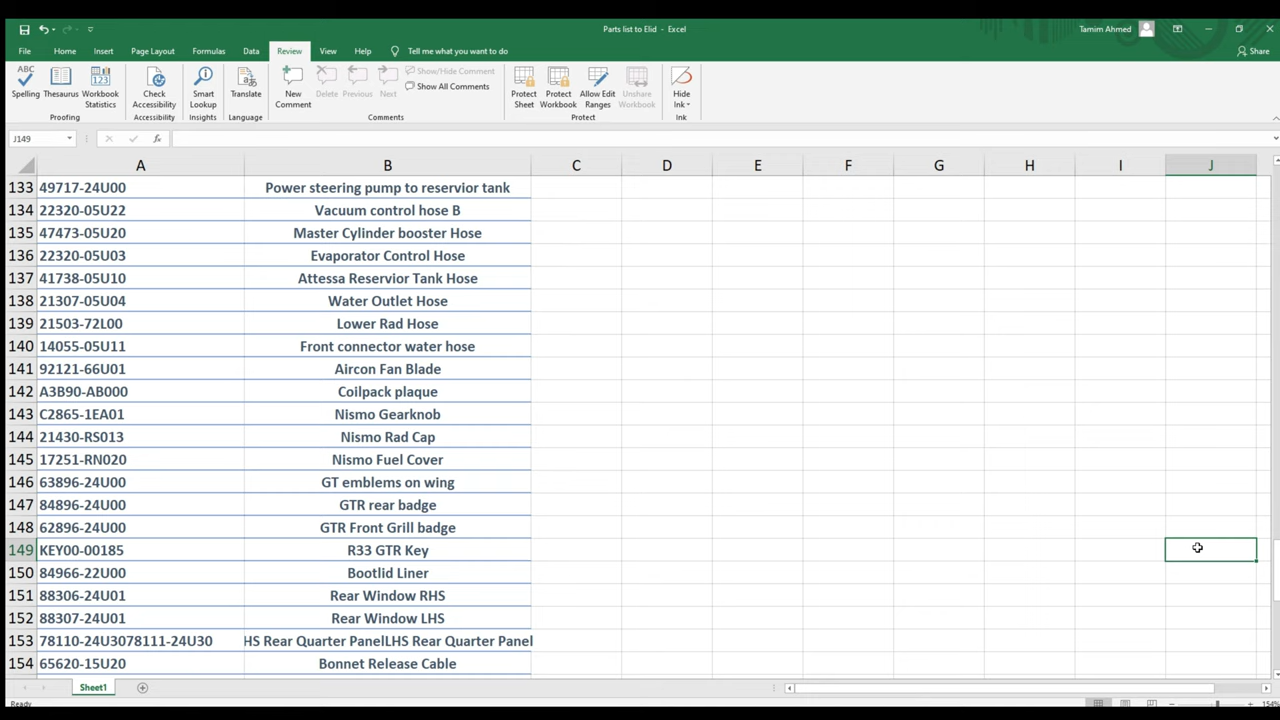 Parts list to Elid - Excel
Tamim Ahmed
File Home Insert Page Layout Formulas Data Review View Help Tell me what you want to do Share
ABC
Spelling
Thesaurus
123
Workbook Statistics
Proofing
Check Accessibility
Accessibility
Smart Lookup
Insights
Translate
Language
New Comment
Delete
Previous
Next
Show/Hide Comment
Show All Comments
Comments
Protect Sheet
Protect Workbook
Allow Edit Ranges
Unshare Workbook
Protect
Hide Ink
Ink
J149 fx
A B C D E F G H I J
133 49717-24U00 Power steering pump to reservior tank
134 22320-05U22 Vacuum control hose B
135 47473-05U20 Master Cylinder booster Hose
136 22320-05U03 Evaporator Control Hose
137 41738-05U10 Attessa Reservior Tank Hose
138 21307-05U04 Water Outlet Hose
139 21503-72L00 Lower Rad Hose
140 14055-05U11 Front connector water hose
141 92121-66U01 Aircon Fan Blade
142 A3B90-AB000 Coilpack plaque
143 C2865-1EA01 Nismo Gearknob
144 21430-RS013 Nismo Rad Cap
145 17251-RN020 Nismo Fuel Cover
146 63896-24U00 GT emblems on wing
147 84896-24U00 GTR rear badge
148 62896-24U00 GTR Front Grill badge
149 KEY00-00185 R33 GTR Key
150 84966-22U00 Bootlid Liner
151 88306-24U01 Rear Window RHS
152 88307-24U01 Rear Window LHS
153 78110-24U3078111-24U30 HS Rear Quarter PanelLHS Rear Quarter Panel
154 65620-15U20 Bonnet Release Cable
Sheet1
Ready
154%